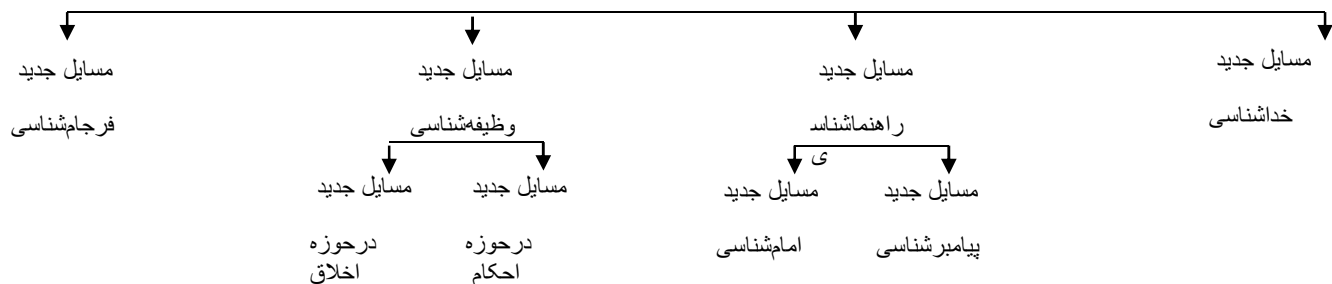 مسایل جدید
خداشناسی
مسایل جدید
راهنماشناس
ی
مسایل جدید
وظیفه‌شناسی
مسایل جدید
فرجام‌شناسی
مسایل جدید
پیامبرشناسی
مسایل جدید
امام‌شناسی
مسایل جدید
درحوزه
احکام
مسایل جدید
درحوزه
اخلاق